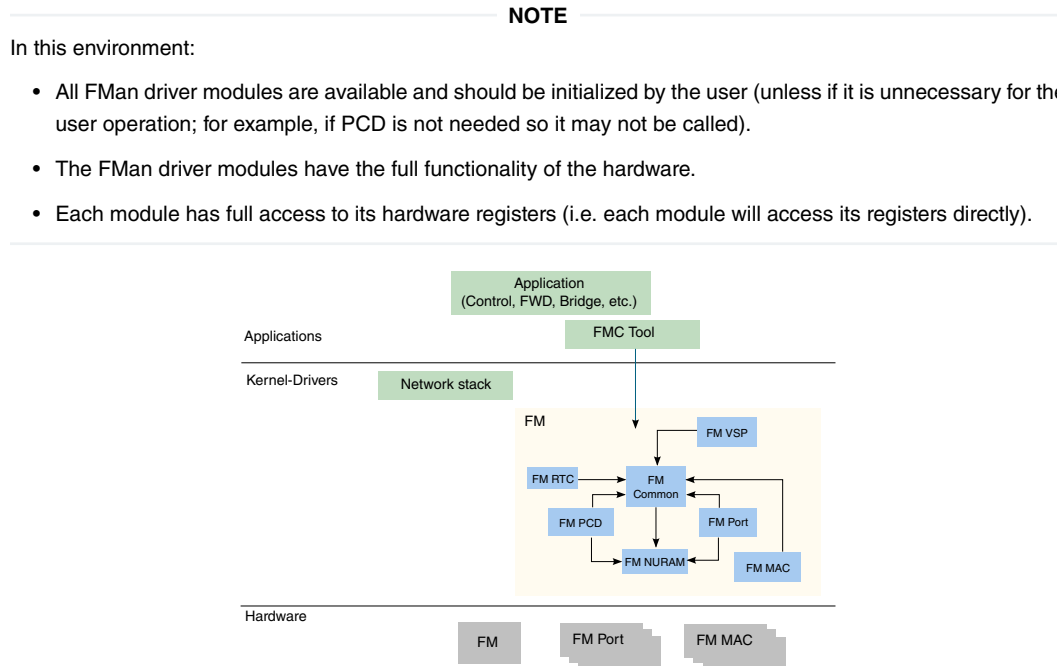 NOTE
In this environment:
• All FMan driver modules are available and should be initialized by the user (unless if it is unnecessary for the
user operation; for example, if PCD is not needed so it may not be called).
• The FMan driver modules have the full functionality of the hardware.
• Each module has full access to its hardware registers (i.e. each module will access its registers directly).
Application
(Control, FWD, Bridge, etc.)
Applications
FMC Tool
Kernel-Drivers
Network stack
FM
FM VSP
FM RTC
FM
Common
FM PCD
FM Port
FM NURAM
FM MAC
Hardware
FM
FM Port
FM MAC